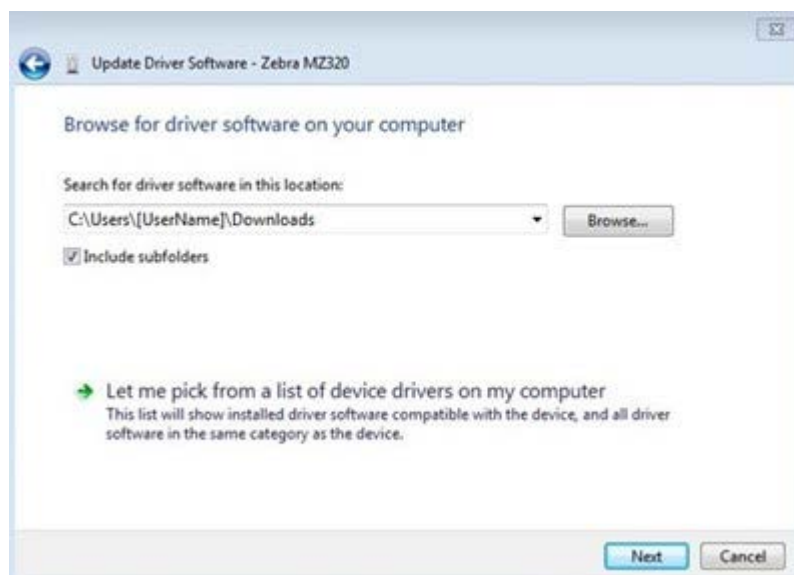 Update Driver Software - Zebra MZ320
Browse for driver software on your computer
Search for driver software in this location:
C:\Users\[UserName]\Downloads
Browse...
Include subfolders
Let me pick from a list of device drivers on my computer
This list will show installed driver software compatible with the device, and all driver
software in the same category as the device.
Next
Cancel